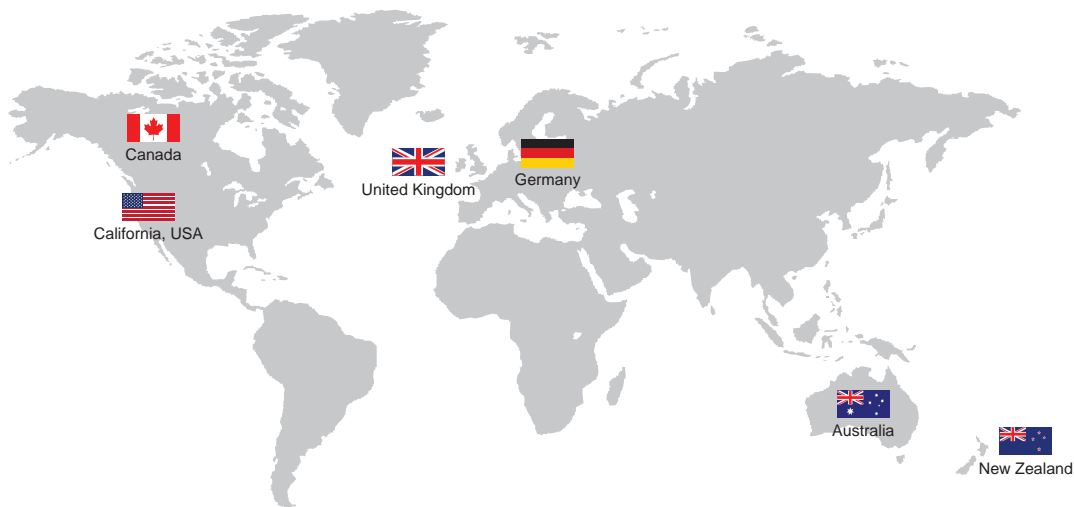 Canada
United Kingdom
Germany
California, USA
Australia
New Zealand